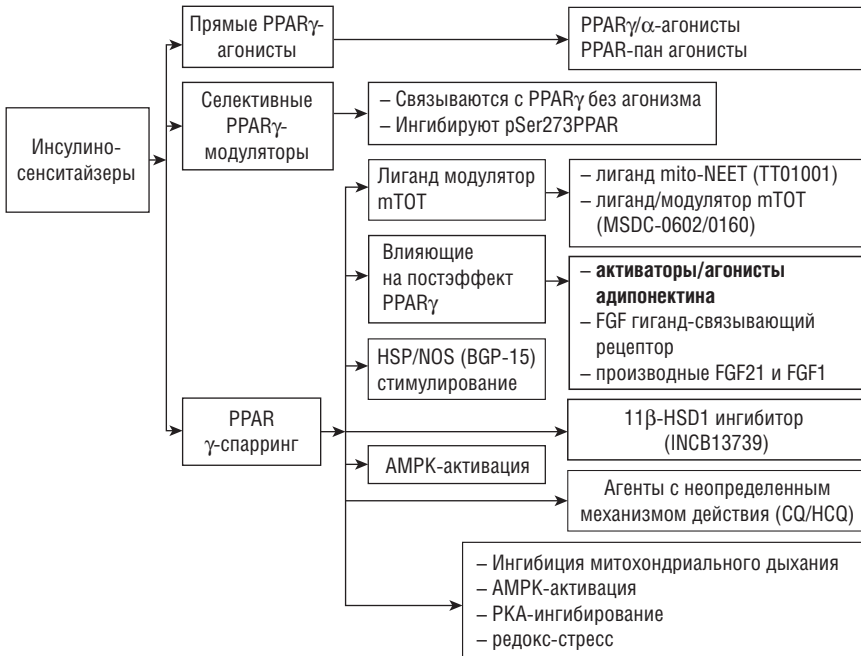 Прямые PPARγ-
агонисты
PPARγ/α-агонисты
PPAR-пан агонисты
Инсулино-
сенситайзеры
Селективные
PPARγ-
модуляторы
– Связываются с PPARγ без агонизма
– Ингибируют pSer273PPAR
Лиганд модулятор
mTOT
– лиганд mito-NEET (TT01001)
– лиганд/модулятор mTOT
(MSDC-0602/0160)
Влияющие
на постэффект
PPARγ
– активаторы/агонисты
адипонектина
– FGF гиганд-связывающий
рецептор
– производные FGF21 и FGF1
HSP/NOS (BGP-15)
стимулирование
PPAR
γ-спарринг
11β-HSD1 ингибитор
(INCB13739)
AMPK-активация
Агенты с неопределенным
механизмом действия (CQ/HCQ)
– Ингибиция митохондриального дыхания
– AMPK-активация
– PKA-ингибирование
– редокс-стресс